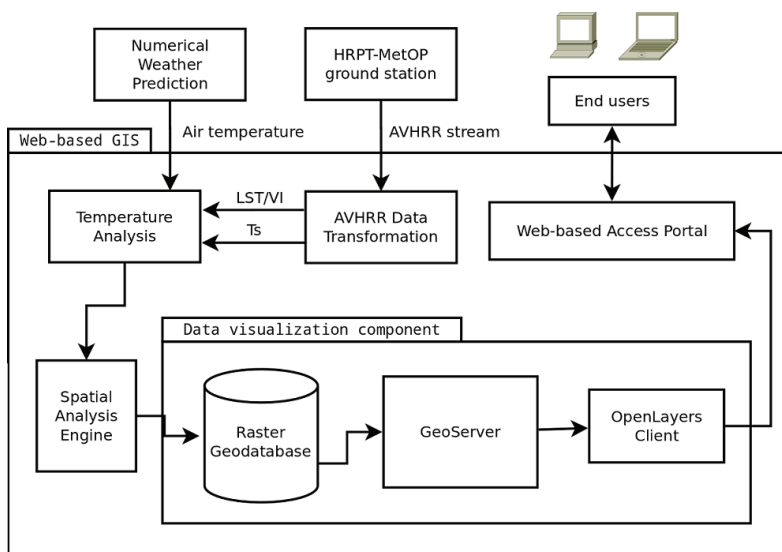 Numerical
Weather
Prediction
HRPT-MetOP
ground station
End users
Air temperature
AVHRR stream
Web-based GIS
LST/VI
Ts
Temperature
Analysis
AVHRR Data
Transformation
Web-based Access Portal
Data visualization component
Spatial
Analysis
Engine
Raster
Geodatabase
GeoServer
OpenLayers
Client